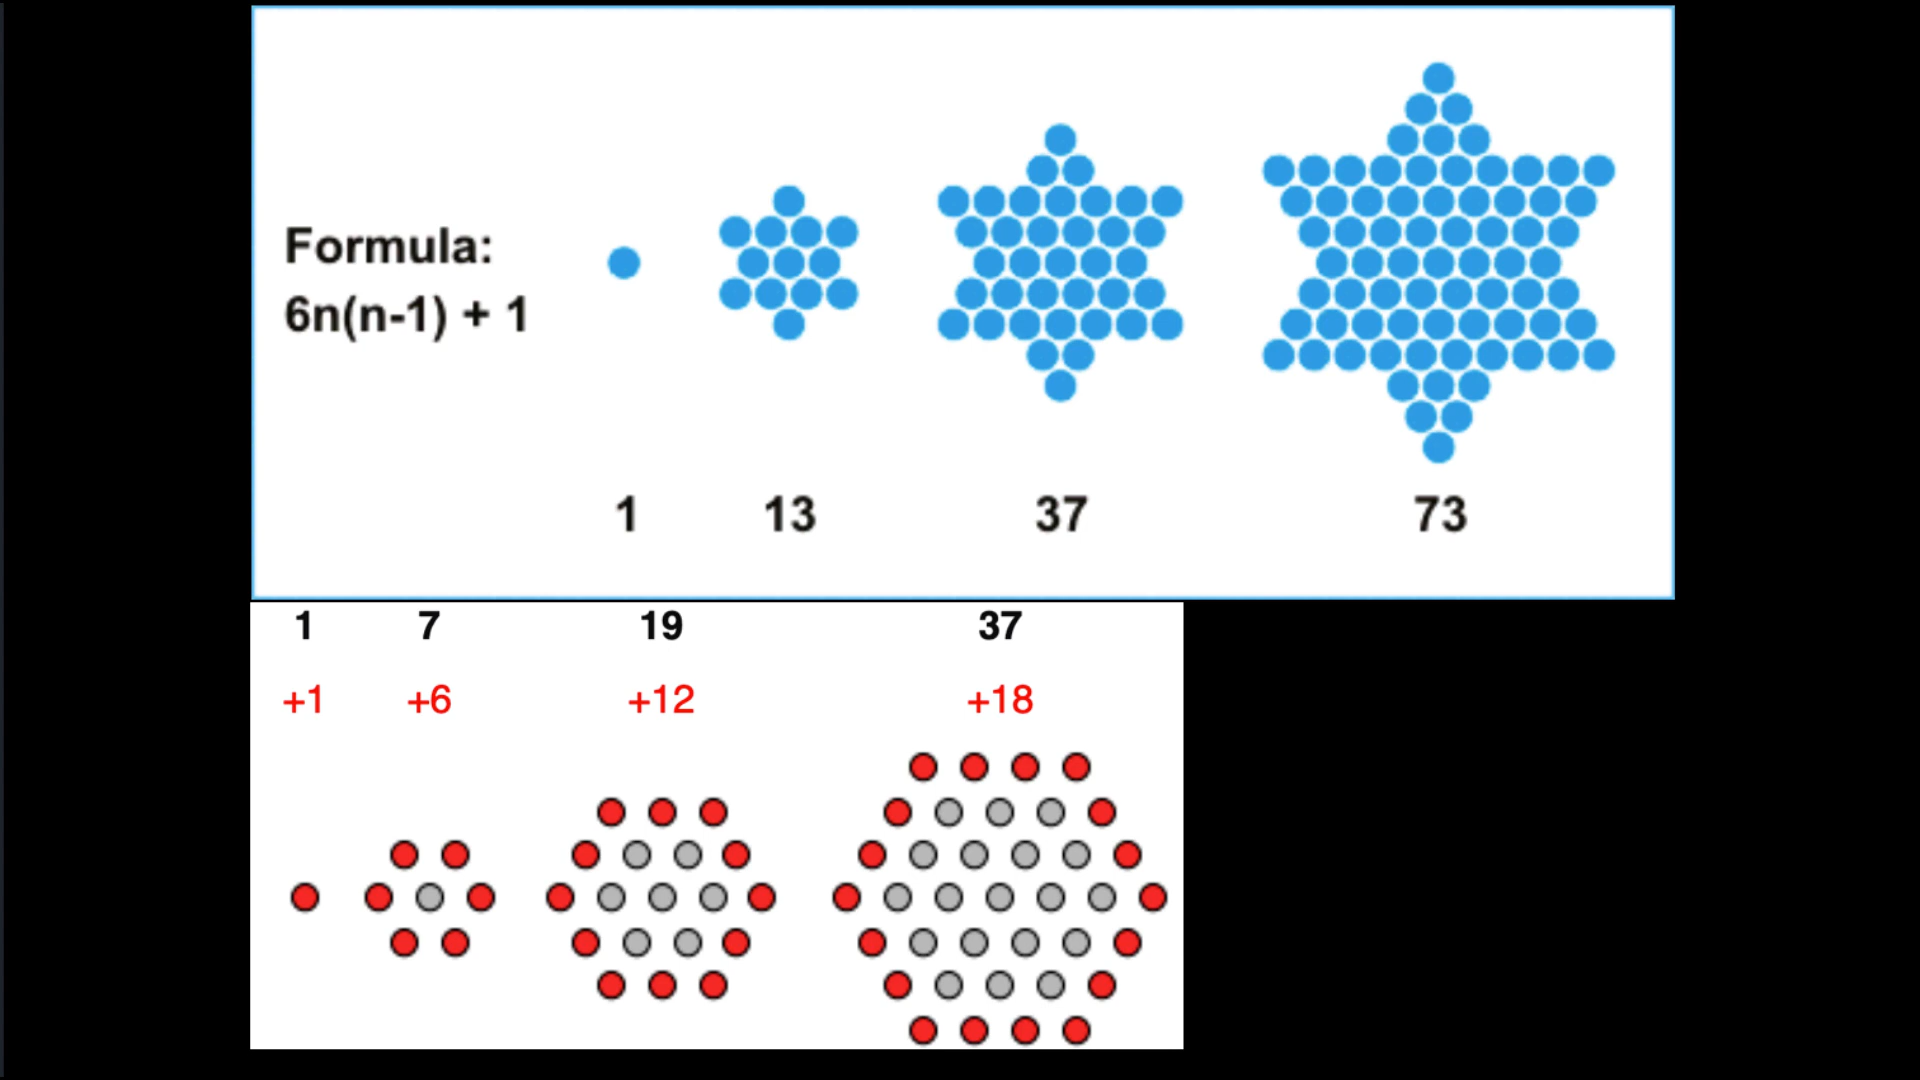 Formula:
6n(n-1) + 1
1 13 37 73
1 7 19 37
+1 +6 +12 +18